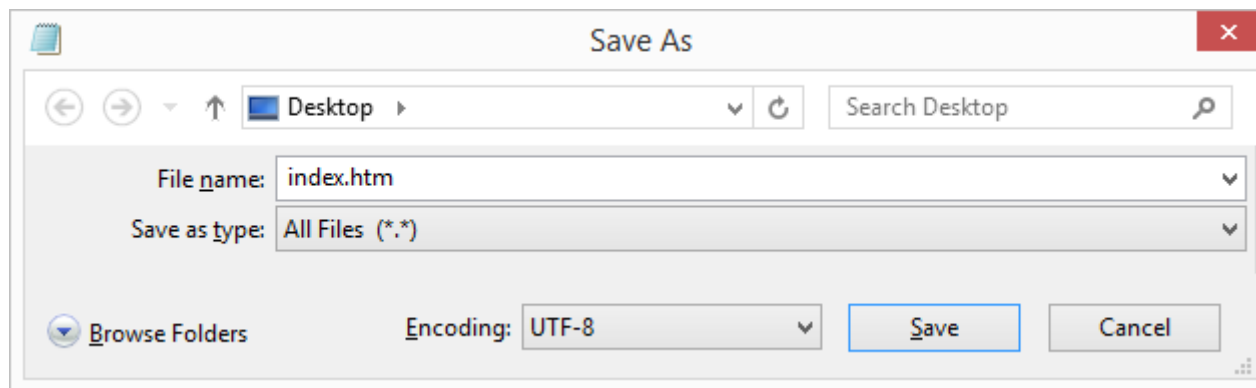 Save As
Desktop
Search Desktop
File name: index.htm
Save as type: All Files (*.*)
Browse Folders Encoding: UTF-8 Save Cancel